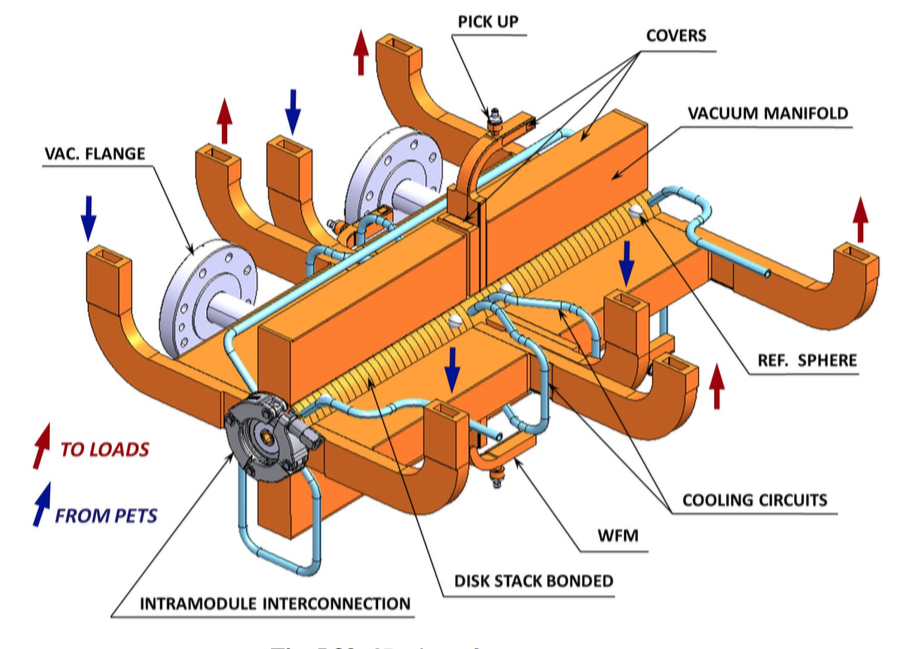 PICK UP
COVERS
VACUUM MANIFOLD
VAC. FLANGE
REF. SPHERE
TO LOADS
COOLING CIRCUITS
FROM PETS
WFM
DISK STACK BONDED
INTRAMODULE INTERCONNECTION